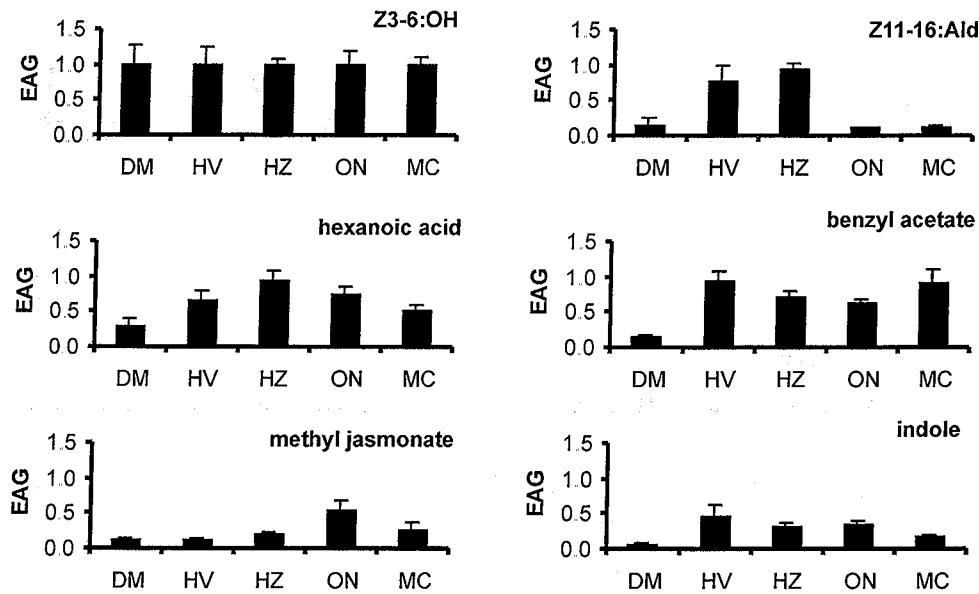 Z3-6:OH
EAG
1.5
1.0
0.5
0.0
DM HV HZ ON MC
Z11-16:Ald
EAG
1.5
1.0
0.5
0.0
DM HV HZ ON MC
hexanoic acid
EAG
1.5
1.0
0.5
0.0
DM HV HZ ON MC
benzyl acetate
EAG
1.5
1.0
0.5
0.0
DM HV HZ ON MC
methyl jasmonate
EAG
1.5
1.0
0.5
0.0
DM HV HZ ON MC
indole
EAG
1.5
1.0
0.5
0.0
DM HV HZ ON MC